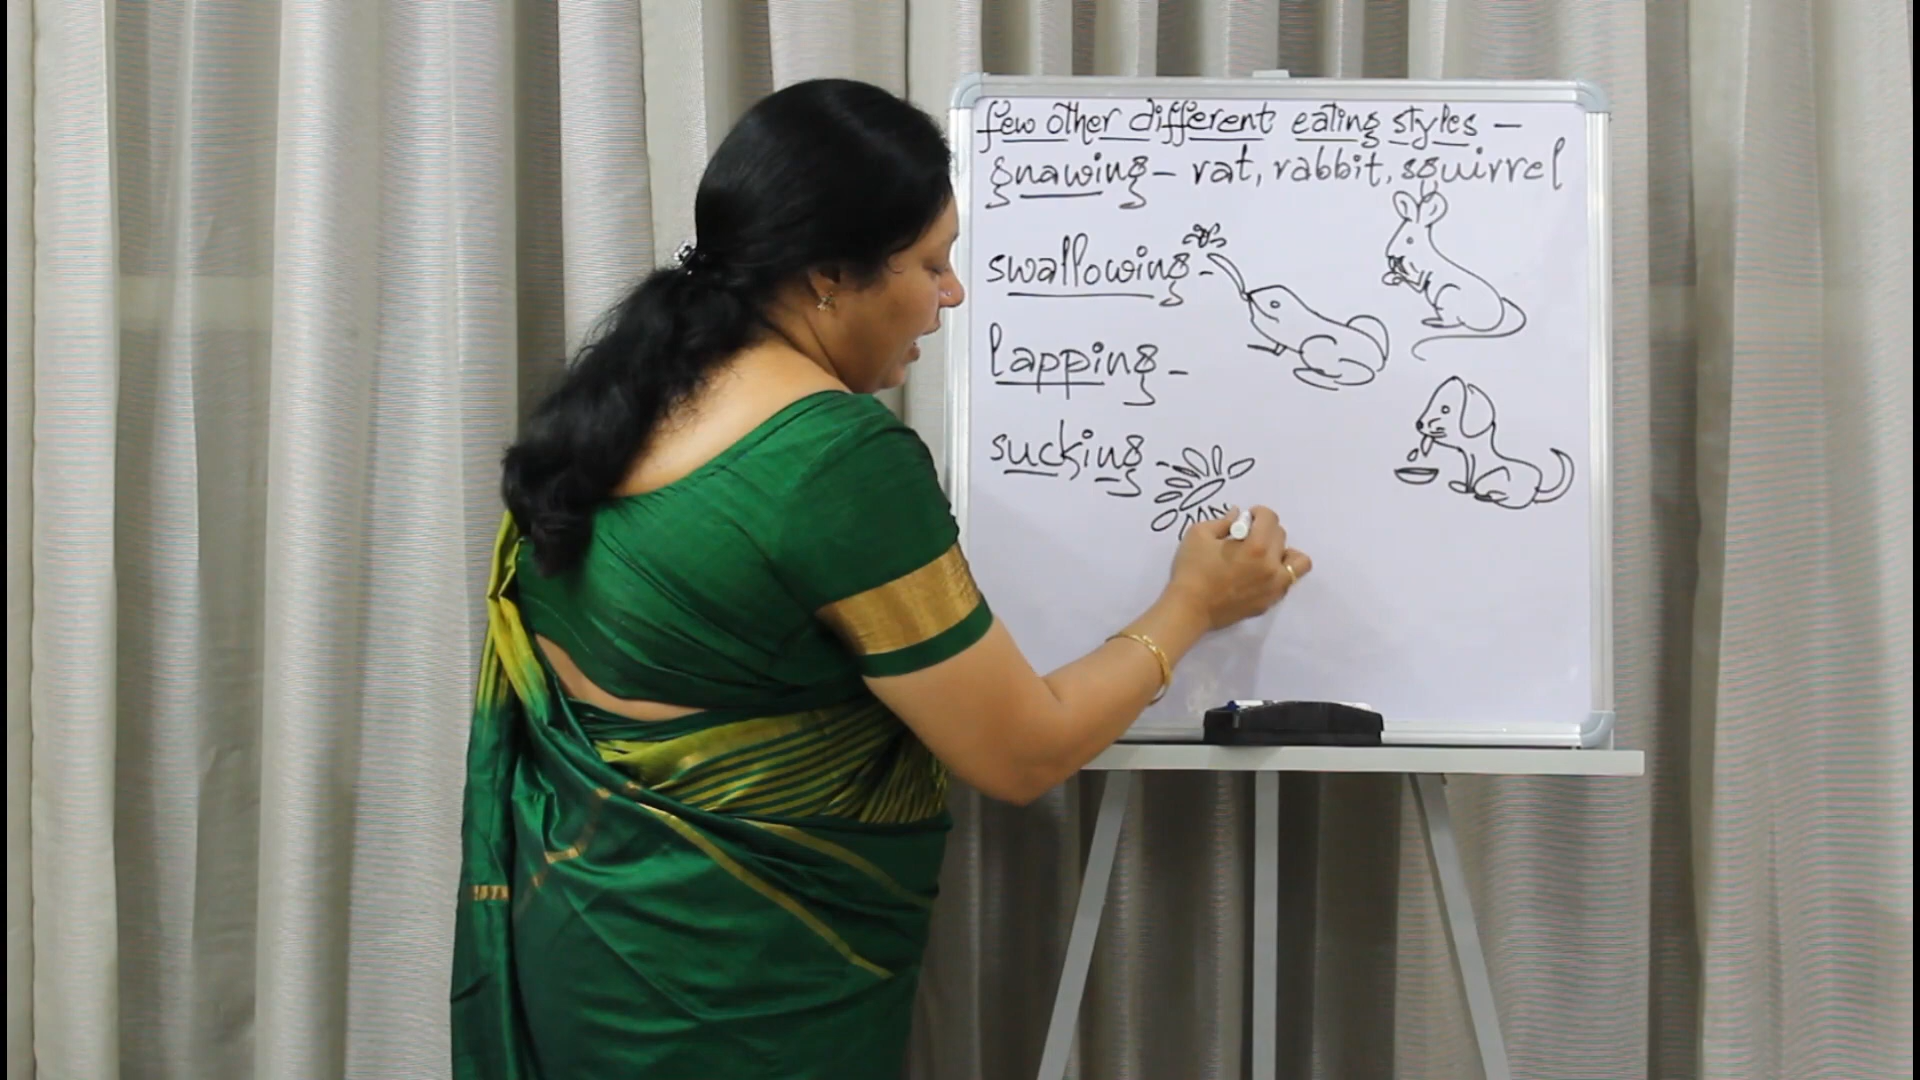 few other different eating styles –
gnawing – rat, rabbit, squirrel
swallowing –
lapping –
sucking –